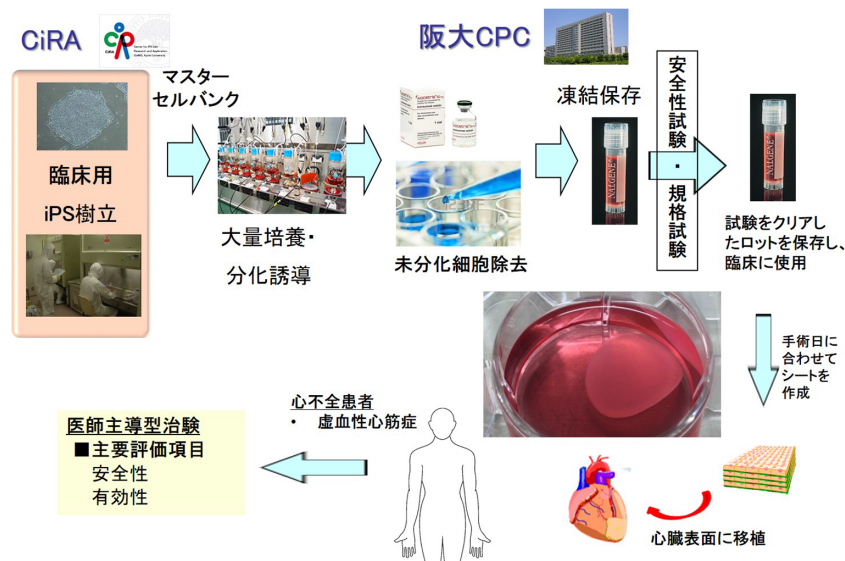 CiRA
阪大CPC
マスター
セルバンク
臨床用
iPS樹立
大量培養・
分化誘導
未分化細胞除去
凍結保存
安全性試験・規格試験
試験をクリアし
たロットを保存し、
臨床に使用
手術日に
合わせて
シートを
作成
心臓表面に移植
心不全患者
• 虚血性心筋症
医師主導型治験
■主要評価項目
安全性
有効性